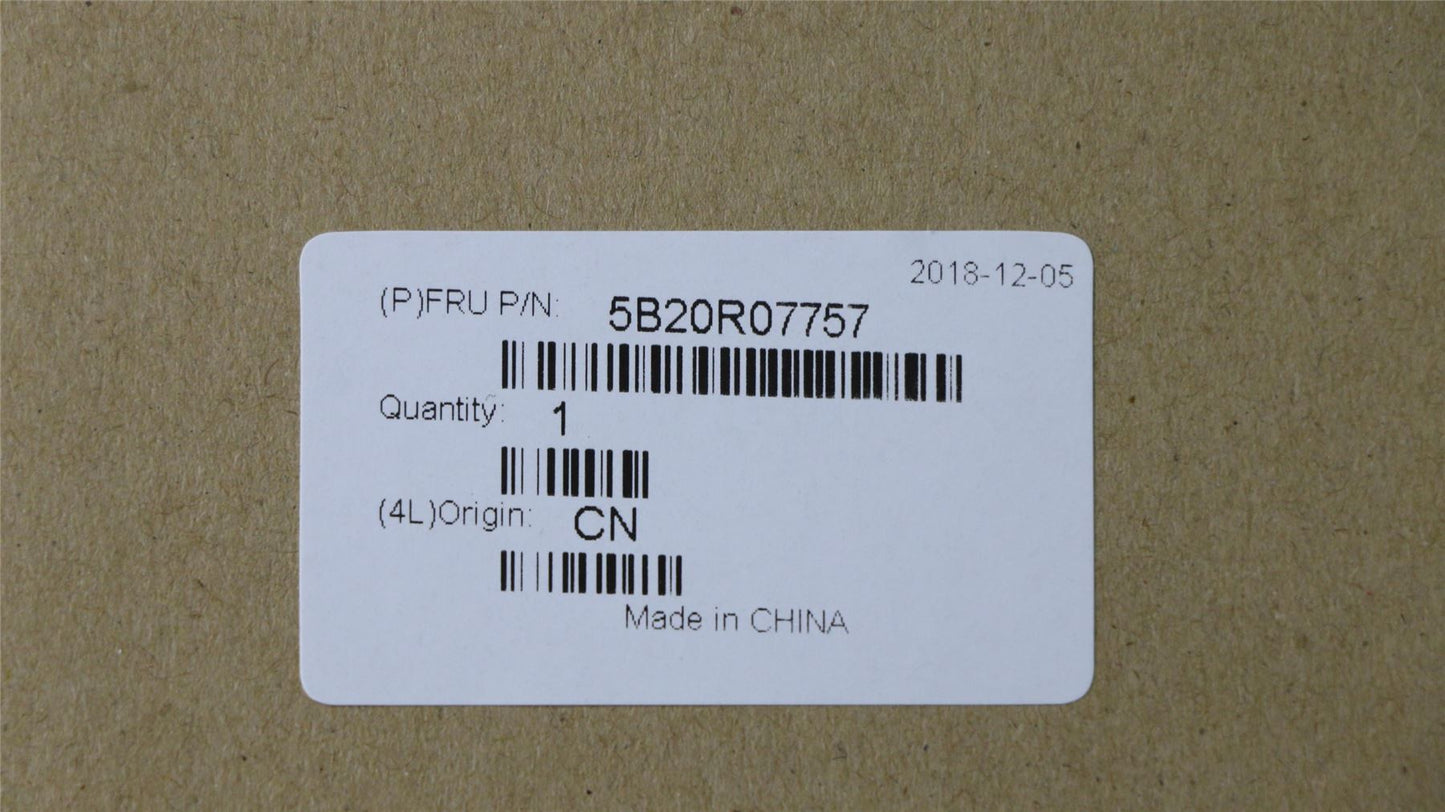 2018-12-05
(P)FRU P/N: 5B20R07757
Quantity: 1
(4L)Origin: CN
Made in CHINA